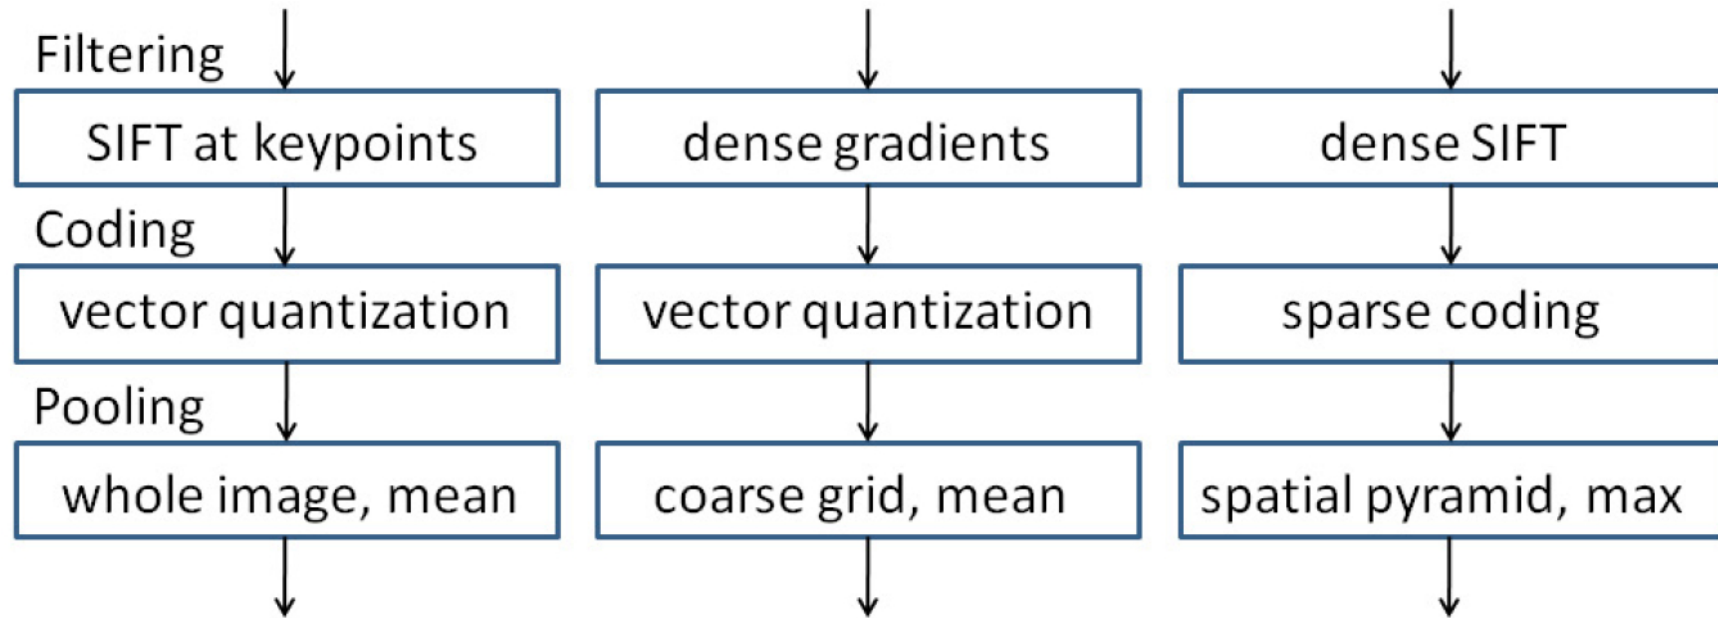 Filtering
SIFT at keypoints
dense gradients
dense SIFT
Coding
vector quantization
vector quantization
sparse coding
Pooling
whole image, mean
coarse grid, mean
spatial pyramid, max